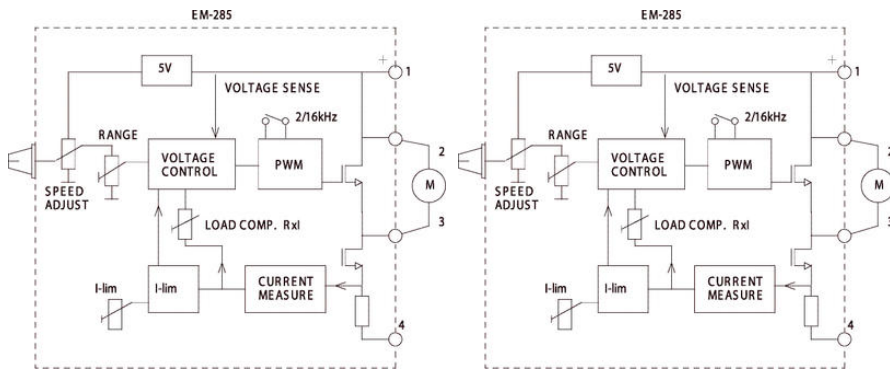 EM-285
5V
+
1
VOLTAGE SENSE
2/16kHz
RANGE
VOLTAGE
CONTROL
PWM
2
M
SPEED
ADJUST
3
LOAD COMP. RxI
I-lim
I-lim
CURRENT
MEASURE
4
EM-285
5V
+
1
VOLTAGE SENSE
2/16kHz
RANGE
VOLTAGE
CONTROL
PWM
2
M
SPEED
ADJUST
3
LOAD COMP. RxI
I-lim
I-lim
CURRENT
MEASURE
4